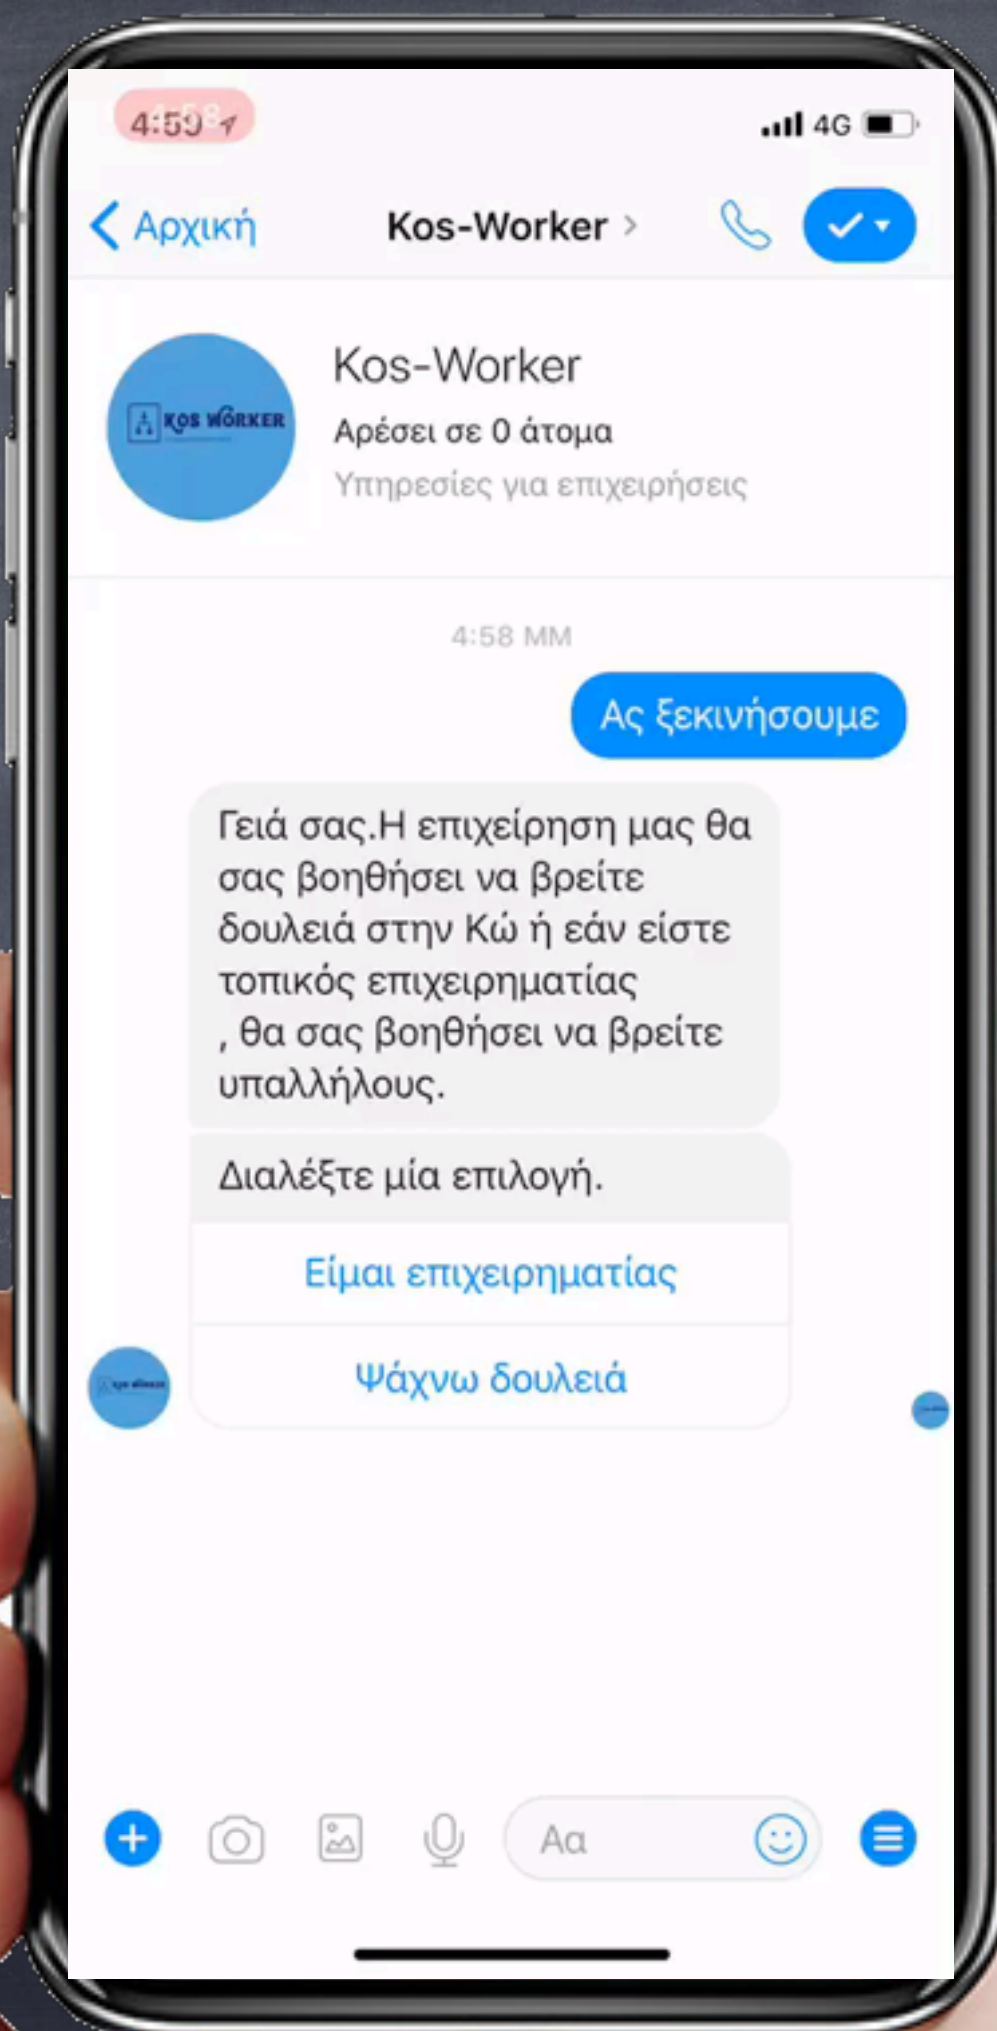 4:59
4G
Αρχική
Kos-Worker
KOS WORKER
Kos-Worker
Αρέσει σε 0 άτομα
Υπηρεσίες για επιχειρήσεις
4:58 ΜΜ
Ας ξεκινήσουμε
Γειά σας.Η επιχείρηση μας θα
σας βοηθήσει να βρείτε
δουλειά στην Κώ ή εάν είστε
τοπικός επιχειρηματίας
, θα σας βοηθήσει να βρείτε
υπαλλήλους.
Διαλέξτε μία επιλογή.
Είμαι επιχειρηματίας
Ψάχνω δουλειά
Aa